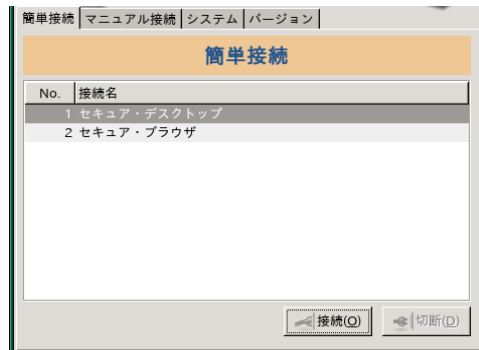 簡単接続 マニュアル接続 システム バージョン
簡単接続
No. 接続名
1 セキュア・デスクトップ
2 セキュア・ブラウザ
接続(O) 切断(D)